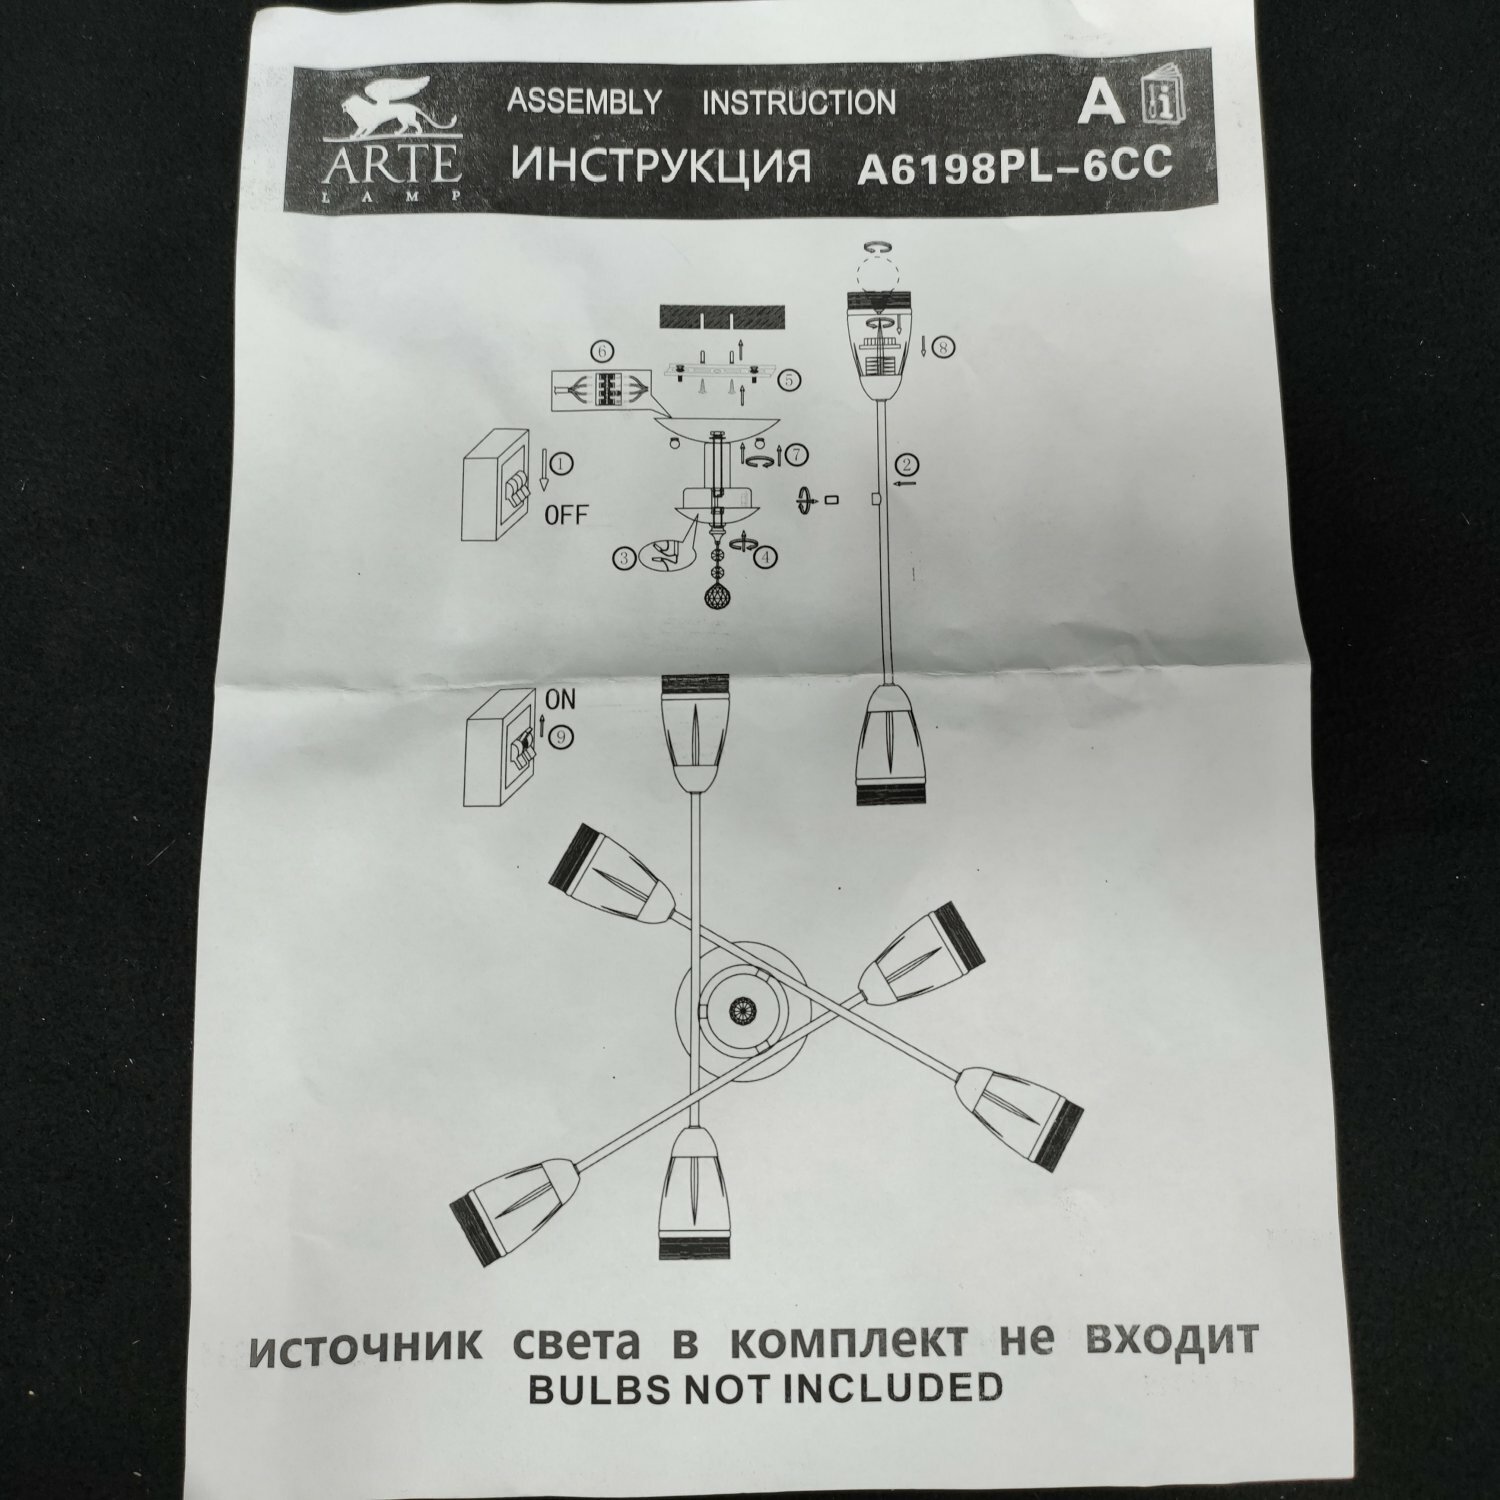 ARTE
LAMP
ASSEMBLY INSTRUCTION
ИНСТРУКЦИЯ A6198PL-6CC
A i
6
5
8
1
OFF
7
2
3
4
ON
9
источник света в комплект не входит
BULBS NOT INCLUDED